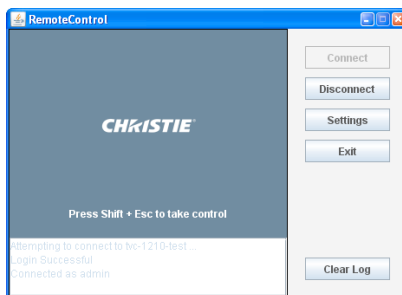 RemoteControl
CHRISTIE
Press Shift + Esc to take control
Attempting to connect to tvc-1210-test ...
Login Successful
Connected as admin
Connect
Disconnect
Settings
Exit
Clear Log